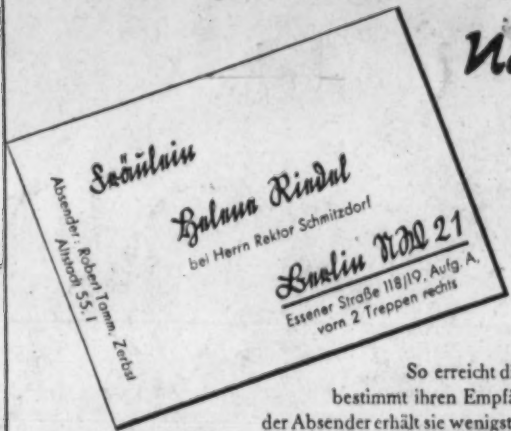 Fräulein
Helene Riedel
bei Herrn Rektor Schmitzdorf
Berlin NW 21
Essener Straße 118/19, Aufg. A,
vorn 2 Treppen rechts
Absender: Robert Tamm, Zerbst
Altstadt 55, I
So erreicht d
bestimmt ihren Empfä
der Absender erhält sie wenigst